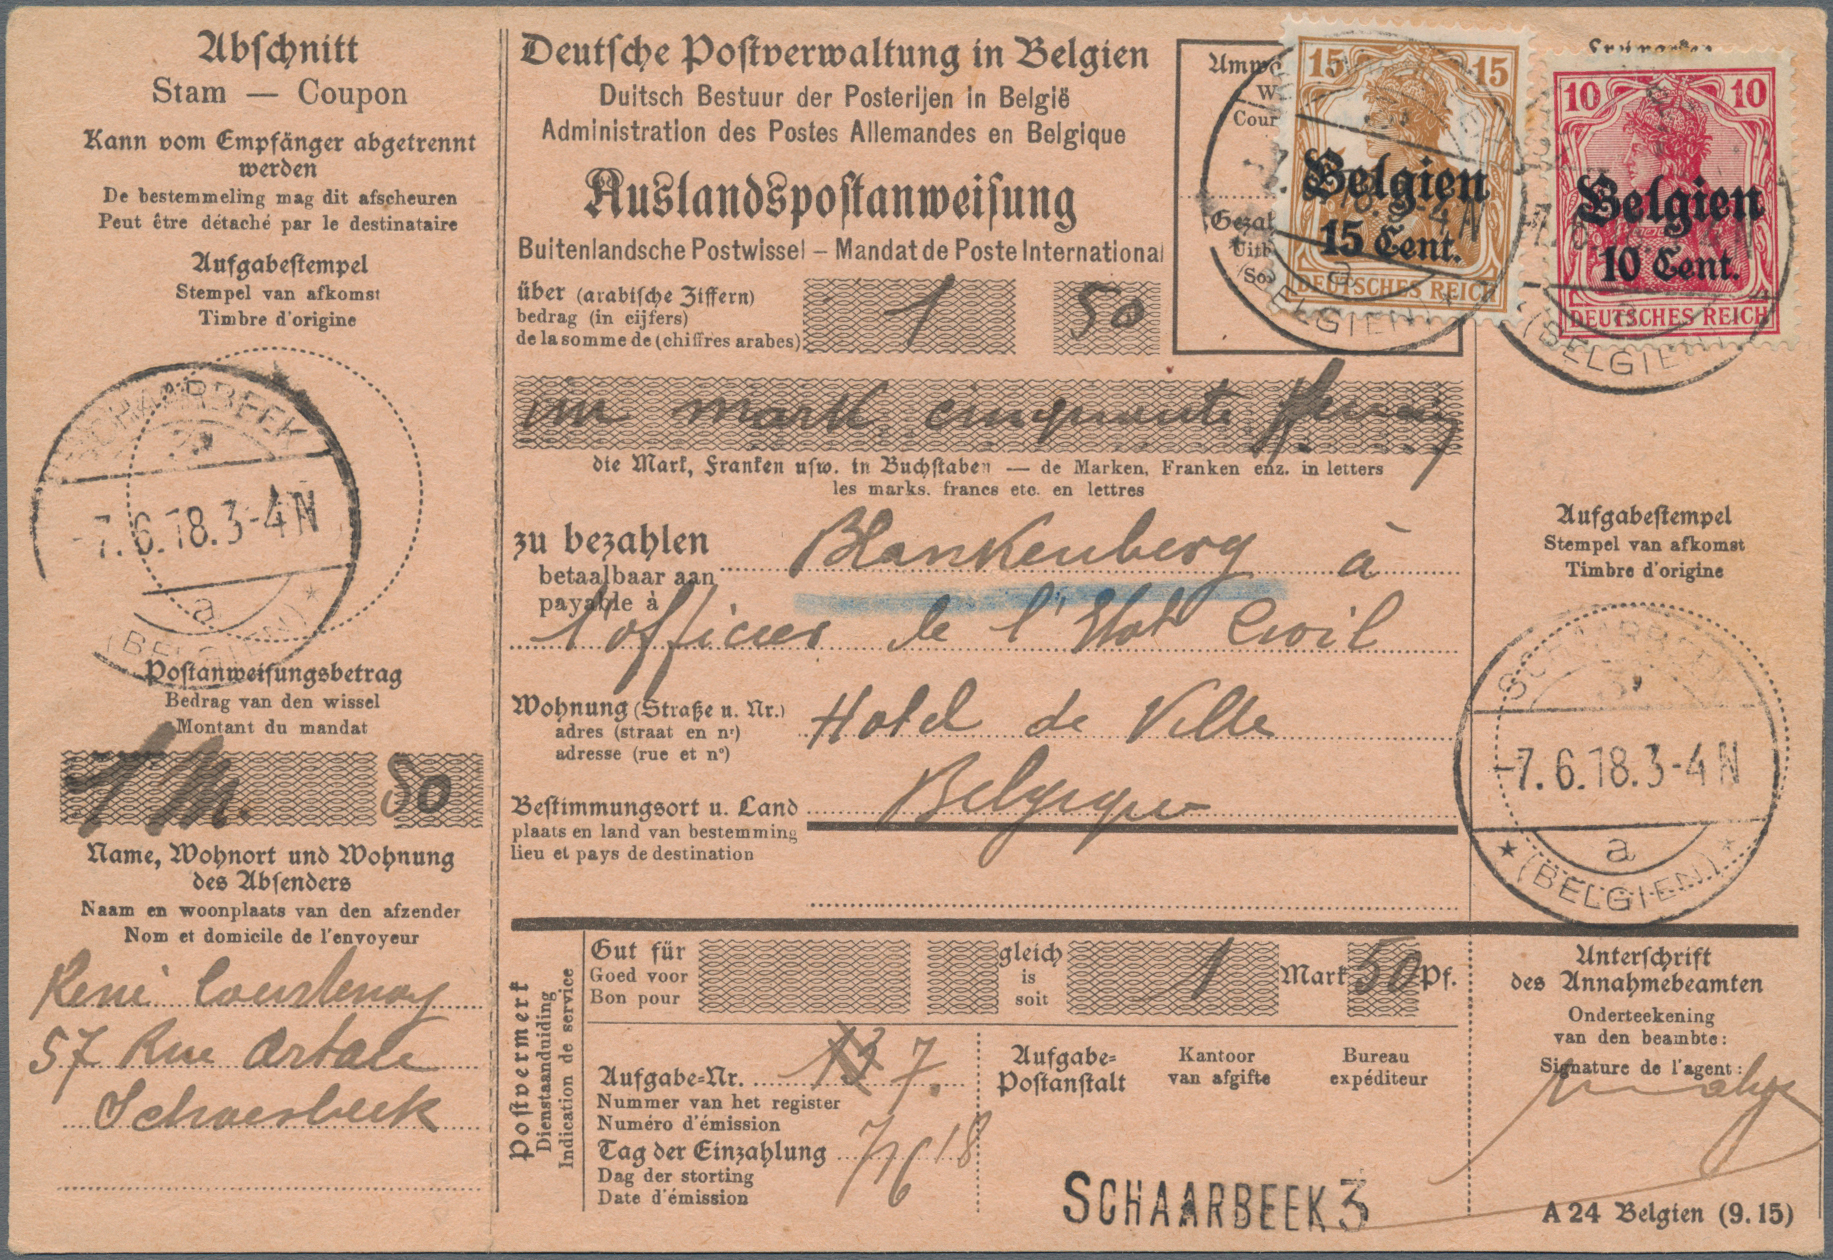 Abschnitt
Stam — Coupon
Kann vom Empfänger abgetrennt
werden
De bestemmeling mag dit afscheuren
Peut être détaché par le destinataire
Aufgabestempel
Stempel van afkomst
Timbre d'origine
SCHAARBEEK
3
-7.6.18.3-4N
a
(BELGIEN) *
Postanweisungsbetrag
Bedrag van den wissel
Montant du mandat
1 M. 50
Name, Wohnort und Wohnung
des Absenders
Naam en woonplaats van den afzender
Nom et domicile de l'envoyeur
René Courtenoy
57 Rue Artale
Schaerbeek
Deutsche Postverwaltung in Belgien
Duitsch Bestuur der Posterijen in België
Administration des Postes Allemandes en Belgique
Auslandspostanweisung
Buitenlandsche Postwissel – Mandat de Poste International
über (arabische Ziffern)
bedrag (in cijfers)
de la somme de (chiffres arabes)
1 50
un mark cinquante
die Mark, Franken usw. in Buchstaben — de Marken, Franken enz. in letters
les marks, francs etc. en lettres
zu bezahlen
betaalbaar aan
payable à
Blankenberg à
l'officier de l'Etat Civil
Wohnung (Straße u. Nr.)
adres (straat en nr)
adresse (rue et n°)
Hotel de Ville
Bestimmungsort u. Land
plaats en land van bestemming
lieu et pays de destination
Belgique
15 15
Belgien
15 Cent.
DEUTSCHES REICH
a
(BELGIEN) *
10 10
Belgien
10 Cent.
DEUTSCHES REICH
(BELGIEN)
Aufgabestempel
Stempel van afkomst
Timbre d'origine
SCHAARBEEK
3
-7.6.18.3-4N
a
* (BELGIEN) *
Postvermerk
Dienstaanduiding
Indication de service
Gut für
Goed voor
Bon pour
gleich
is
soit
1 Mark 50 Pf.
Aufgabe-Nr. 13 7.
Nummer van het register
Numéro d'émission
Tag der Einzahlung 7/6 18
Dag der storting
Date d'émission
Aufgabe-
Postanstalt
Kantoor
van afgifte
Bureau
expéditeur
SCHAARBEEK 3
Unterschrift
des Annahmebeamten
Onderteekening
van den beambte:
Signature de l'agent:
A 24 Belgien (9.15)